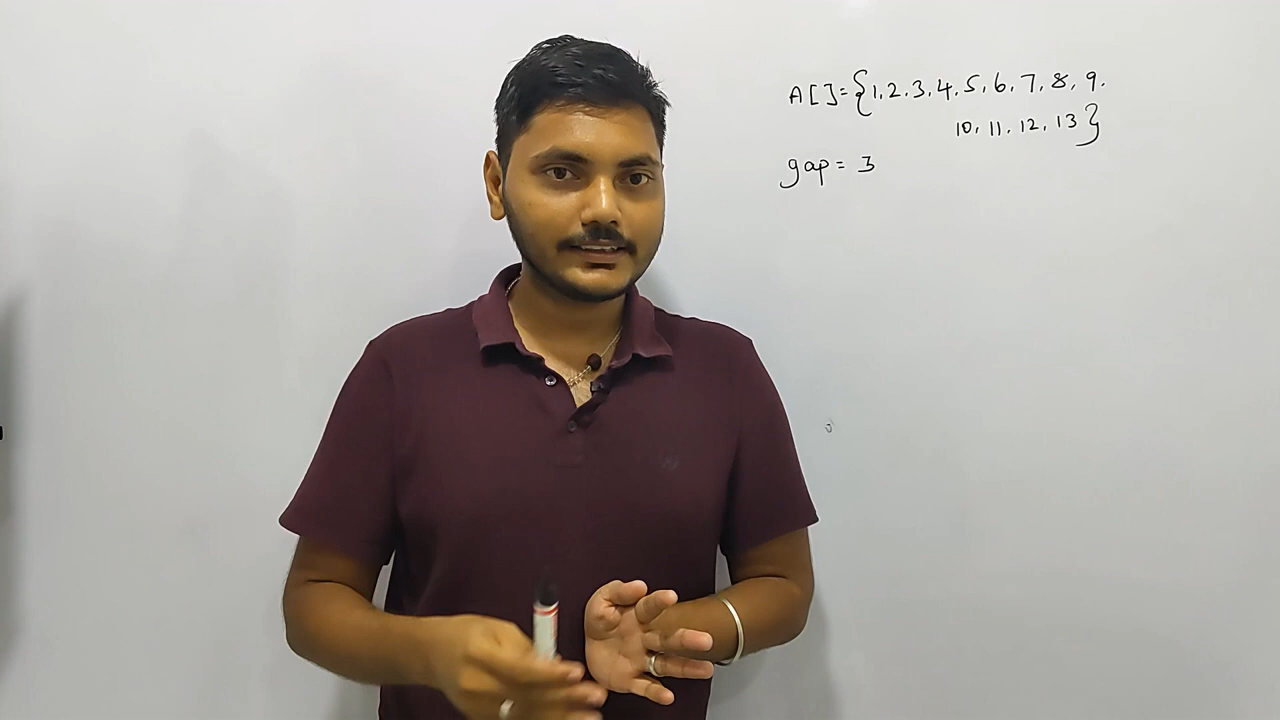 A[]={1,2,3,4,5,6,7,8,9,
10,11,12,13}
gap = 3